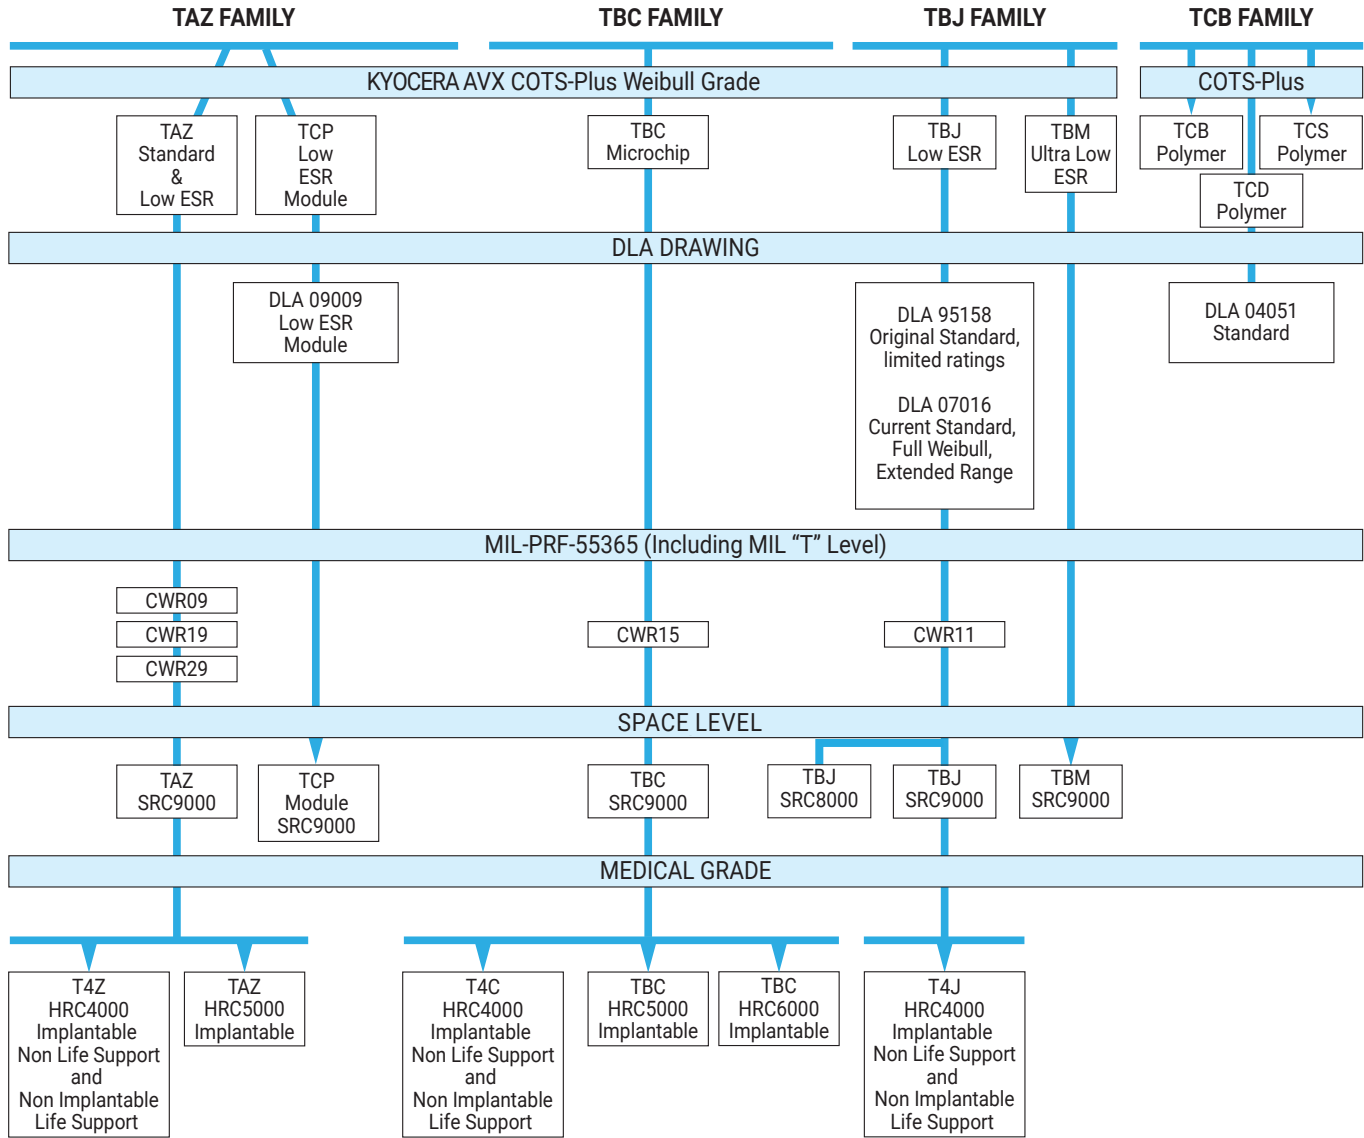 TAZ FAMILY
TBC FAMILY
TBJ FAMILY
TCB FAMILY
KYOCERA AVX COTS-Plus Weibull Grade
COTS-Plus
TAZ
Standard
&
Low ESR
TCP
Low
ESR
Module
TBC
Microchip
TBJ
Low ESR
TBM
Ultra Low
ESR
TCB
Polymer
TCS
Polymer
TCD
Polymer
DLA DRAWING
DLA 09009
Low ESR
Module
DLA 95158
Original Standard,
limited ratings
DLA 07016
Current Standard,
Full Weibull,
Extended Range
DLA 04051
Standard
MIL-PRF-55365 (Including MIL “T” Level)
CWR09
CWR19
CWR29
CWR15
CWR11
SPACE LEVEL
TAZ
SRC9000
TCP
Module
SRC9000
TBC
SRC9000
TBJ
SRC8000
TBJ
SRC9000
TBM
SRC9000
MEDICAL GRADE
T4Z
HRC4000
Implantable
Non Life Support
and
Non Implantable
Life Support
TAZ
HRC5000
Implantable
T4C
HRC4000
Implantable
Non Life Support
and
Non Implantable
Life Support
TBC
HRC5000
Implantable
TBC
HRC6000
Implantable
T4J
HRC4000
Implantable
Non Life Support
and
Non Implantable
Life Support